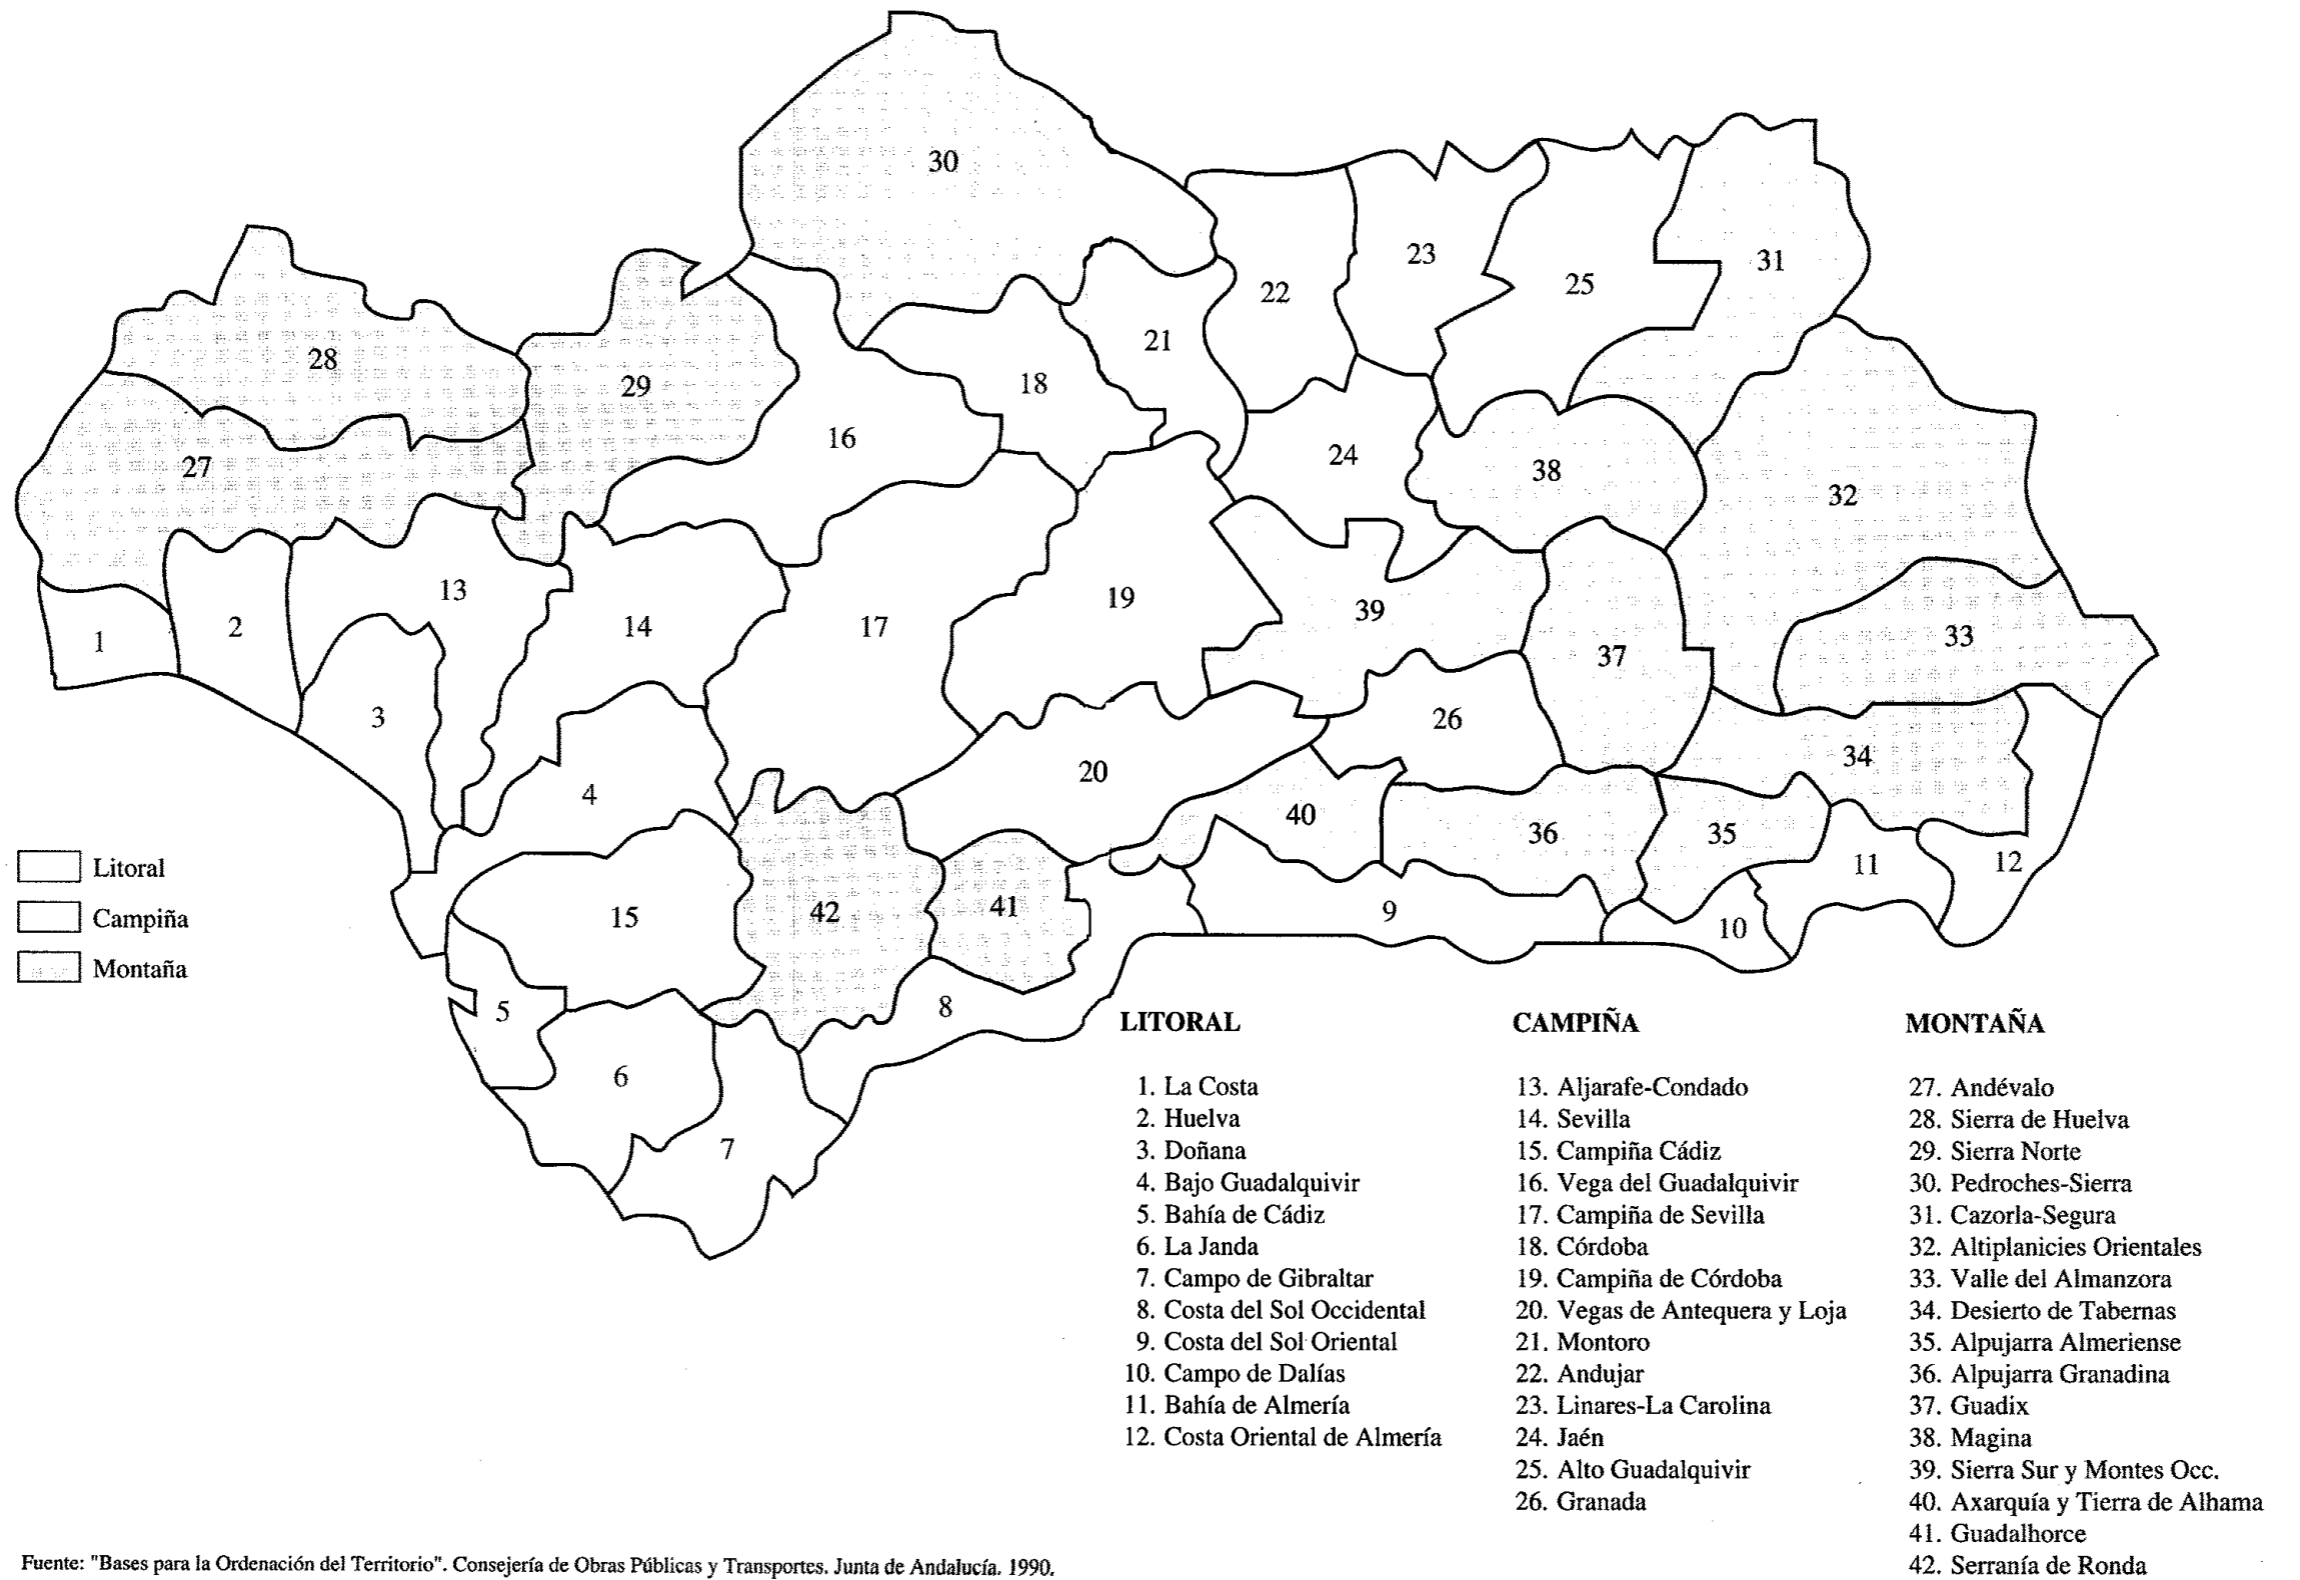 30
31
23
22
25
21
28
29
18
16
24
27
38
32
13
19
39
14
17
2
1
33
37
3
26
34
20
4
40
36
35
11
12
Litoral
42
41
9
15
Campiña
10
Montaña
5
8
6
7
LITORAL
1. La Costa
2. Huelva
3. Doñana
4. Bajo Guadalquivir
5. Bahía de Cádiz
6. La Janda
7. Campo de Gibraltar
8. Costa del Sol Occidental
9. Costa del Sol Oriental
10. Campo de Dalías
11. Bahía de Almería
12. Costa Oriental de Almería
CAMPIÑA
13. Aljarafe-Condado
14. Sevilla
15. Campiña Cádiz
16. Vega del Guadalquivir
17. Campiña de Sevilla
18. Córdoba
19. Campiña de Córdoba
20. Vegas de Antequera y Loja
21. Montoro
22. Andujar
23. Linares-La Carolina
24. Jaén
25. Alto Guadalquivir
26. Granada
MONTAÑA
27. Andévalo
28. Sierra de Huelva
29. Sierra Norte
30. Pedroches-Sierra
31. Cazorla-Segura
32. Altiplanicies Orientales
33. Valle del Almanzora
34. Desierto de Tabernas
35. Alpujarra Almeriense
36. Alpujarra Granadina
37. Guadix
38. Magina
39. Sierra Sur y Montes Occ.
40. Axarquía y Tierra de Alhama
41. Guadalhorce
42. Serranía de Ronda
Fuente: "Bases para la Ordenación del Territorio". Consejería de Obras Públicas y Transportes. Junta de Andalucía. 1990.